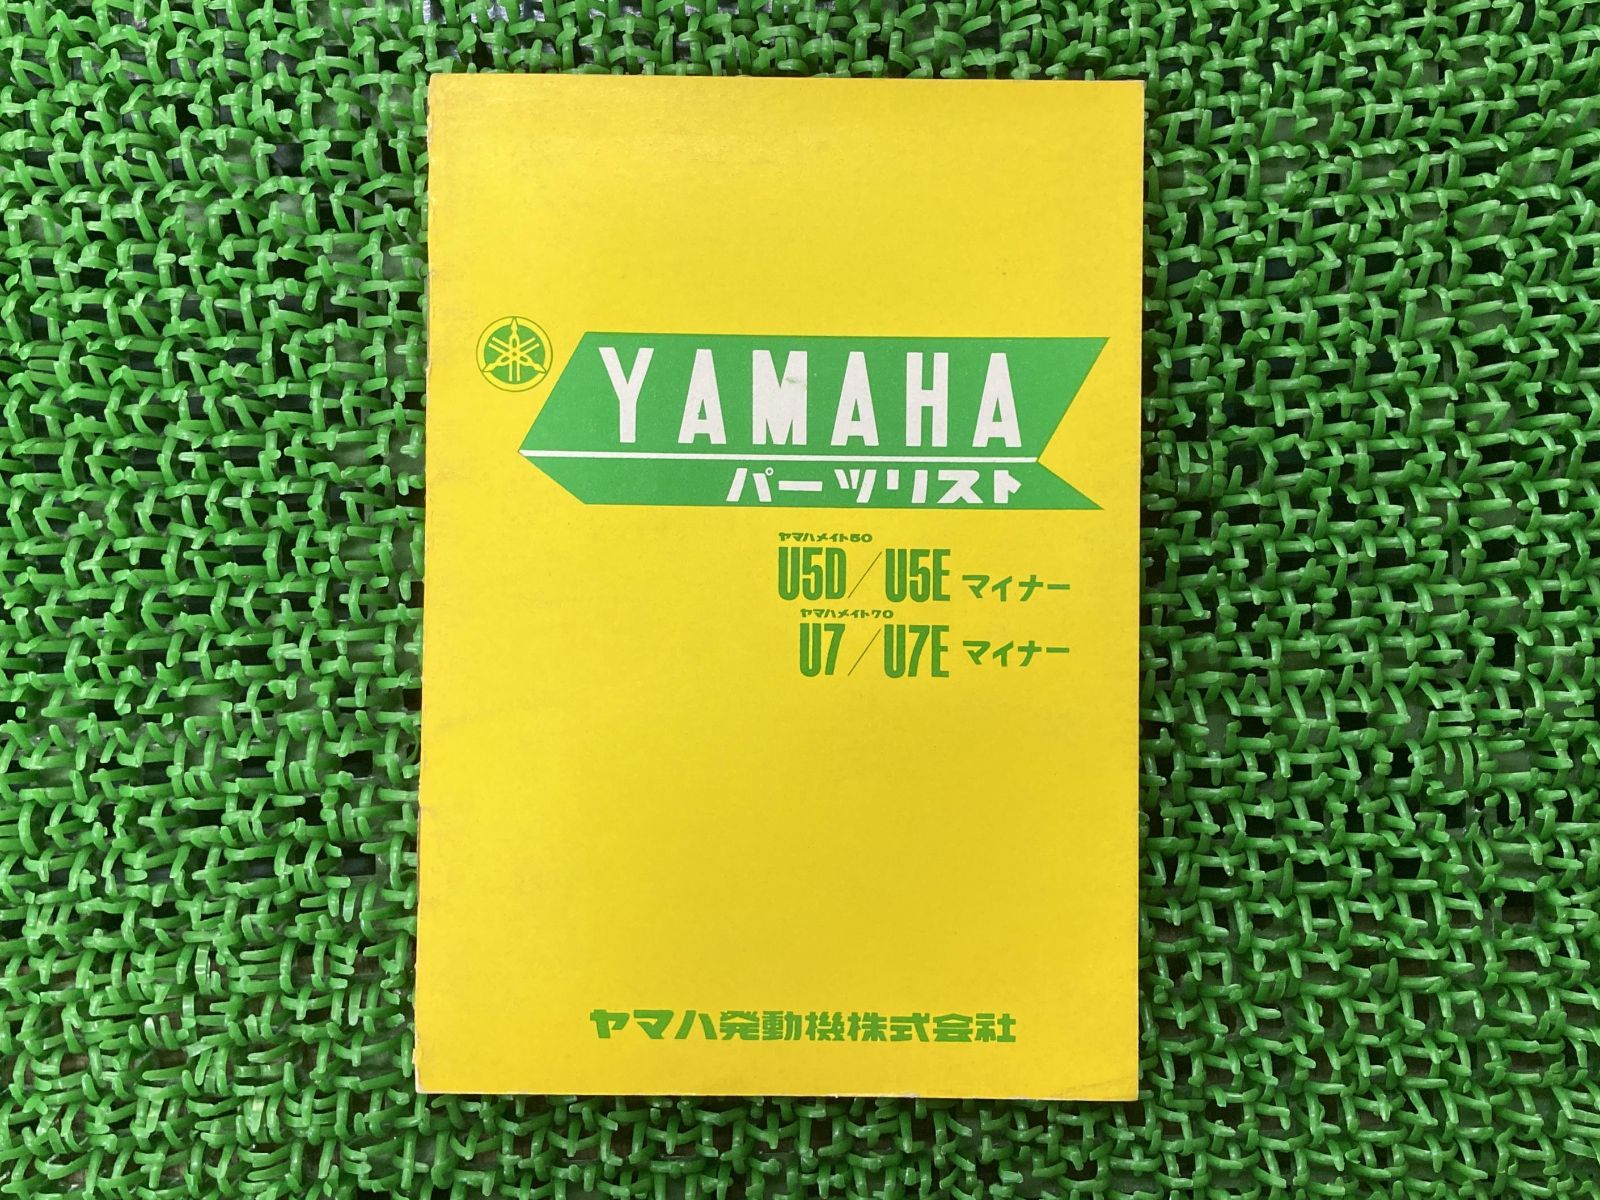 YAMAHA
パーツリスト
ヤマハメイト50
U5D/U5E マイナー
ヤマハメイト70
U7/U7E マイナー
ヤマハ発動機株式会社